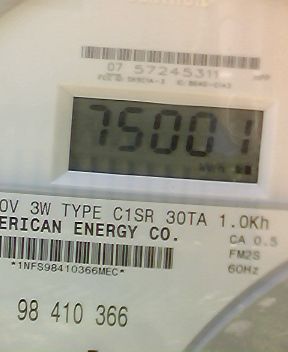 07 57245311
75001
0V 3W TYPE C1SR 30TA 1.0Kh
ERICAN ENERGY CO.
CA 0.5
FM2S
*1NFS98410366MEC*
60Hz
98 410 366